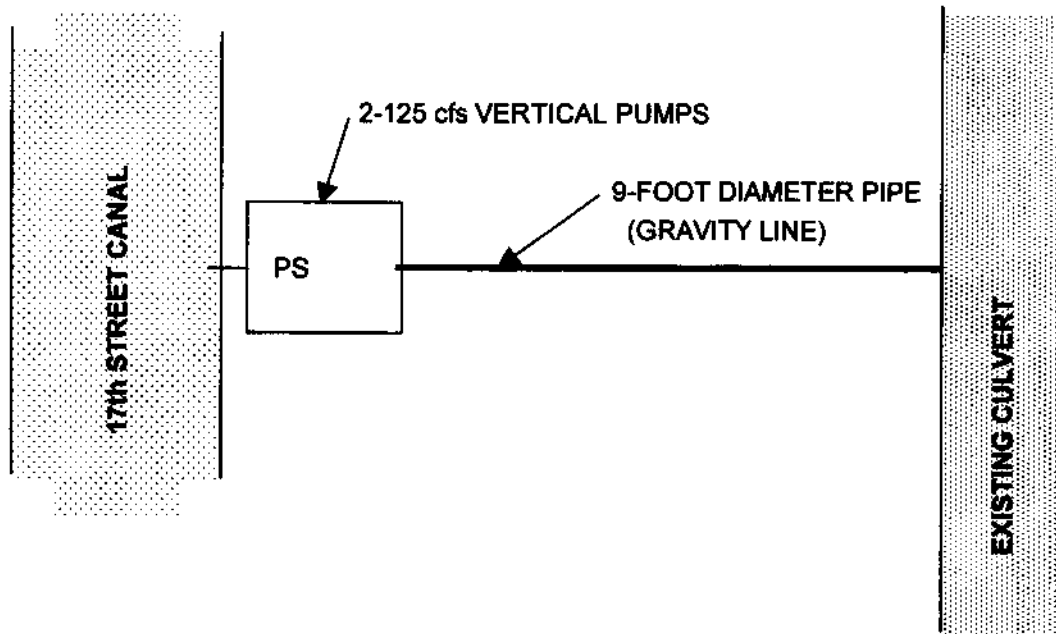 2-125 cfs VERTICAL PUMPS
9-FOOT DIAMETER PIPE
(GRAVITY LINE)
PS
17th STREET CANAL
EXISTING CULVERT